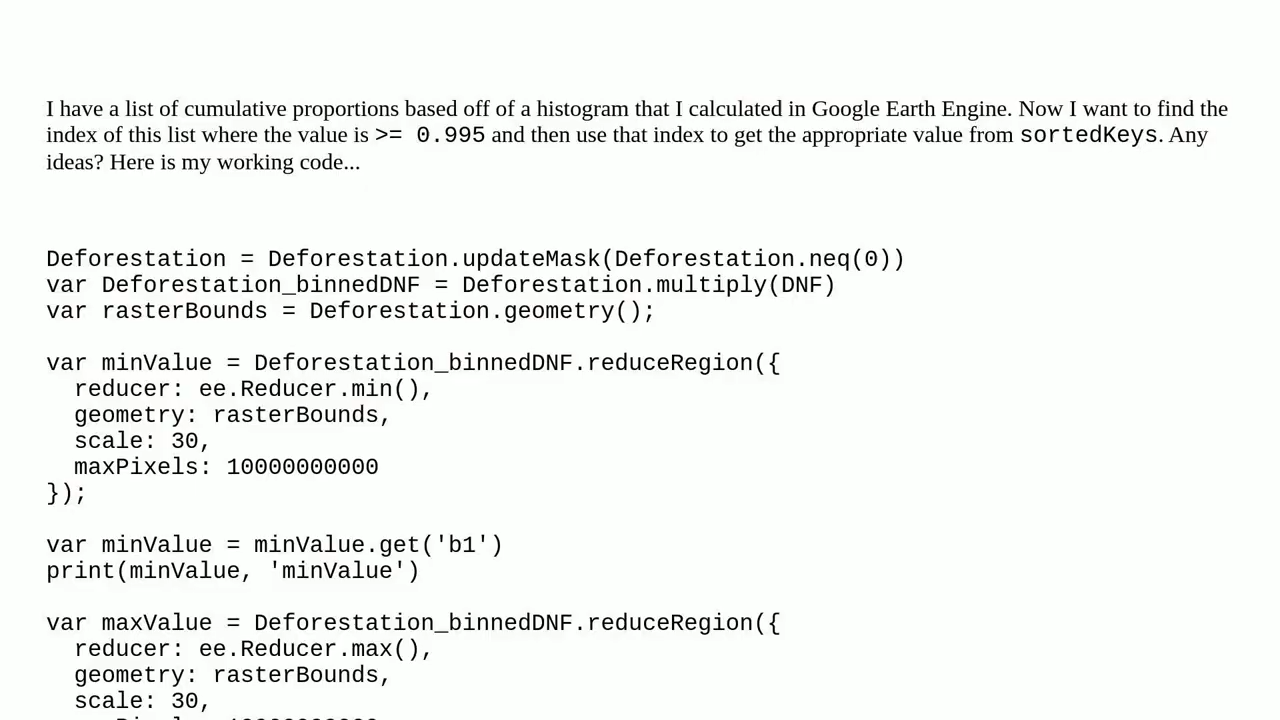 I have a list of cumulative proportions based off of a histogram that I calculated in Google Earth Engine. Now I want to find the
index of this list where the value is >= 0.995 and then use that index to get the appropriate value from sortedKeys. Any
ideas? Here is my working code...
Deforestation = Deforestation.updateMask(Deforestation.neq(0))
var Deforestation_binnedDNF = Deforestation.multiply(DNF)
var rasterBounds = Deforestation.geometry();
var minValue = Deforestation_binnedDNF.reduceRegion({
  reducer: ee.Reducer.min(),
  geometry: rasterBounds,
  scale: 30,
  maxPixels: 10000000000
});
var minValue = minValue.get('b1')
print(minValue, 'minValue')
var maxValue = Deforestation_binnedDNF.reduceRegion({
  reducer: ee.Reducer.max(),
  geometry: rasterBounds,
  scale: 30,